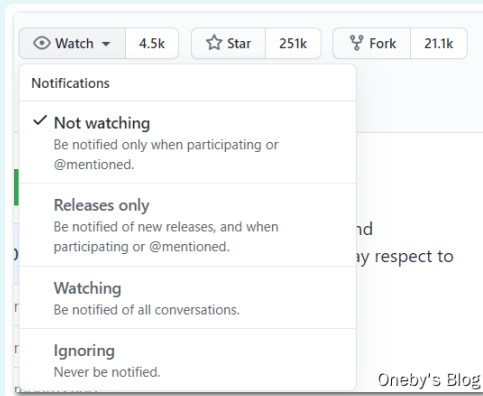 Watch 4.5k Star 251k Fork 21.1k
Notifications
Not watching
Be notified only when participating or
@mentioned.
Releases only
Be notified of new releases, and when
participating or @mentioned.
nd
ay respect to
Watching
Be notified of all conversations.
Ignoring
Never be notified.
Oneby's Blog